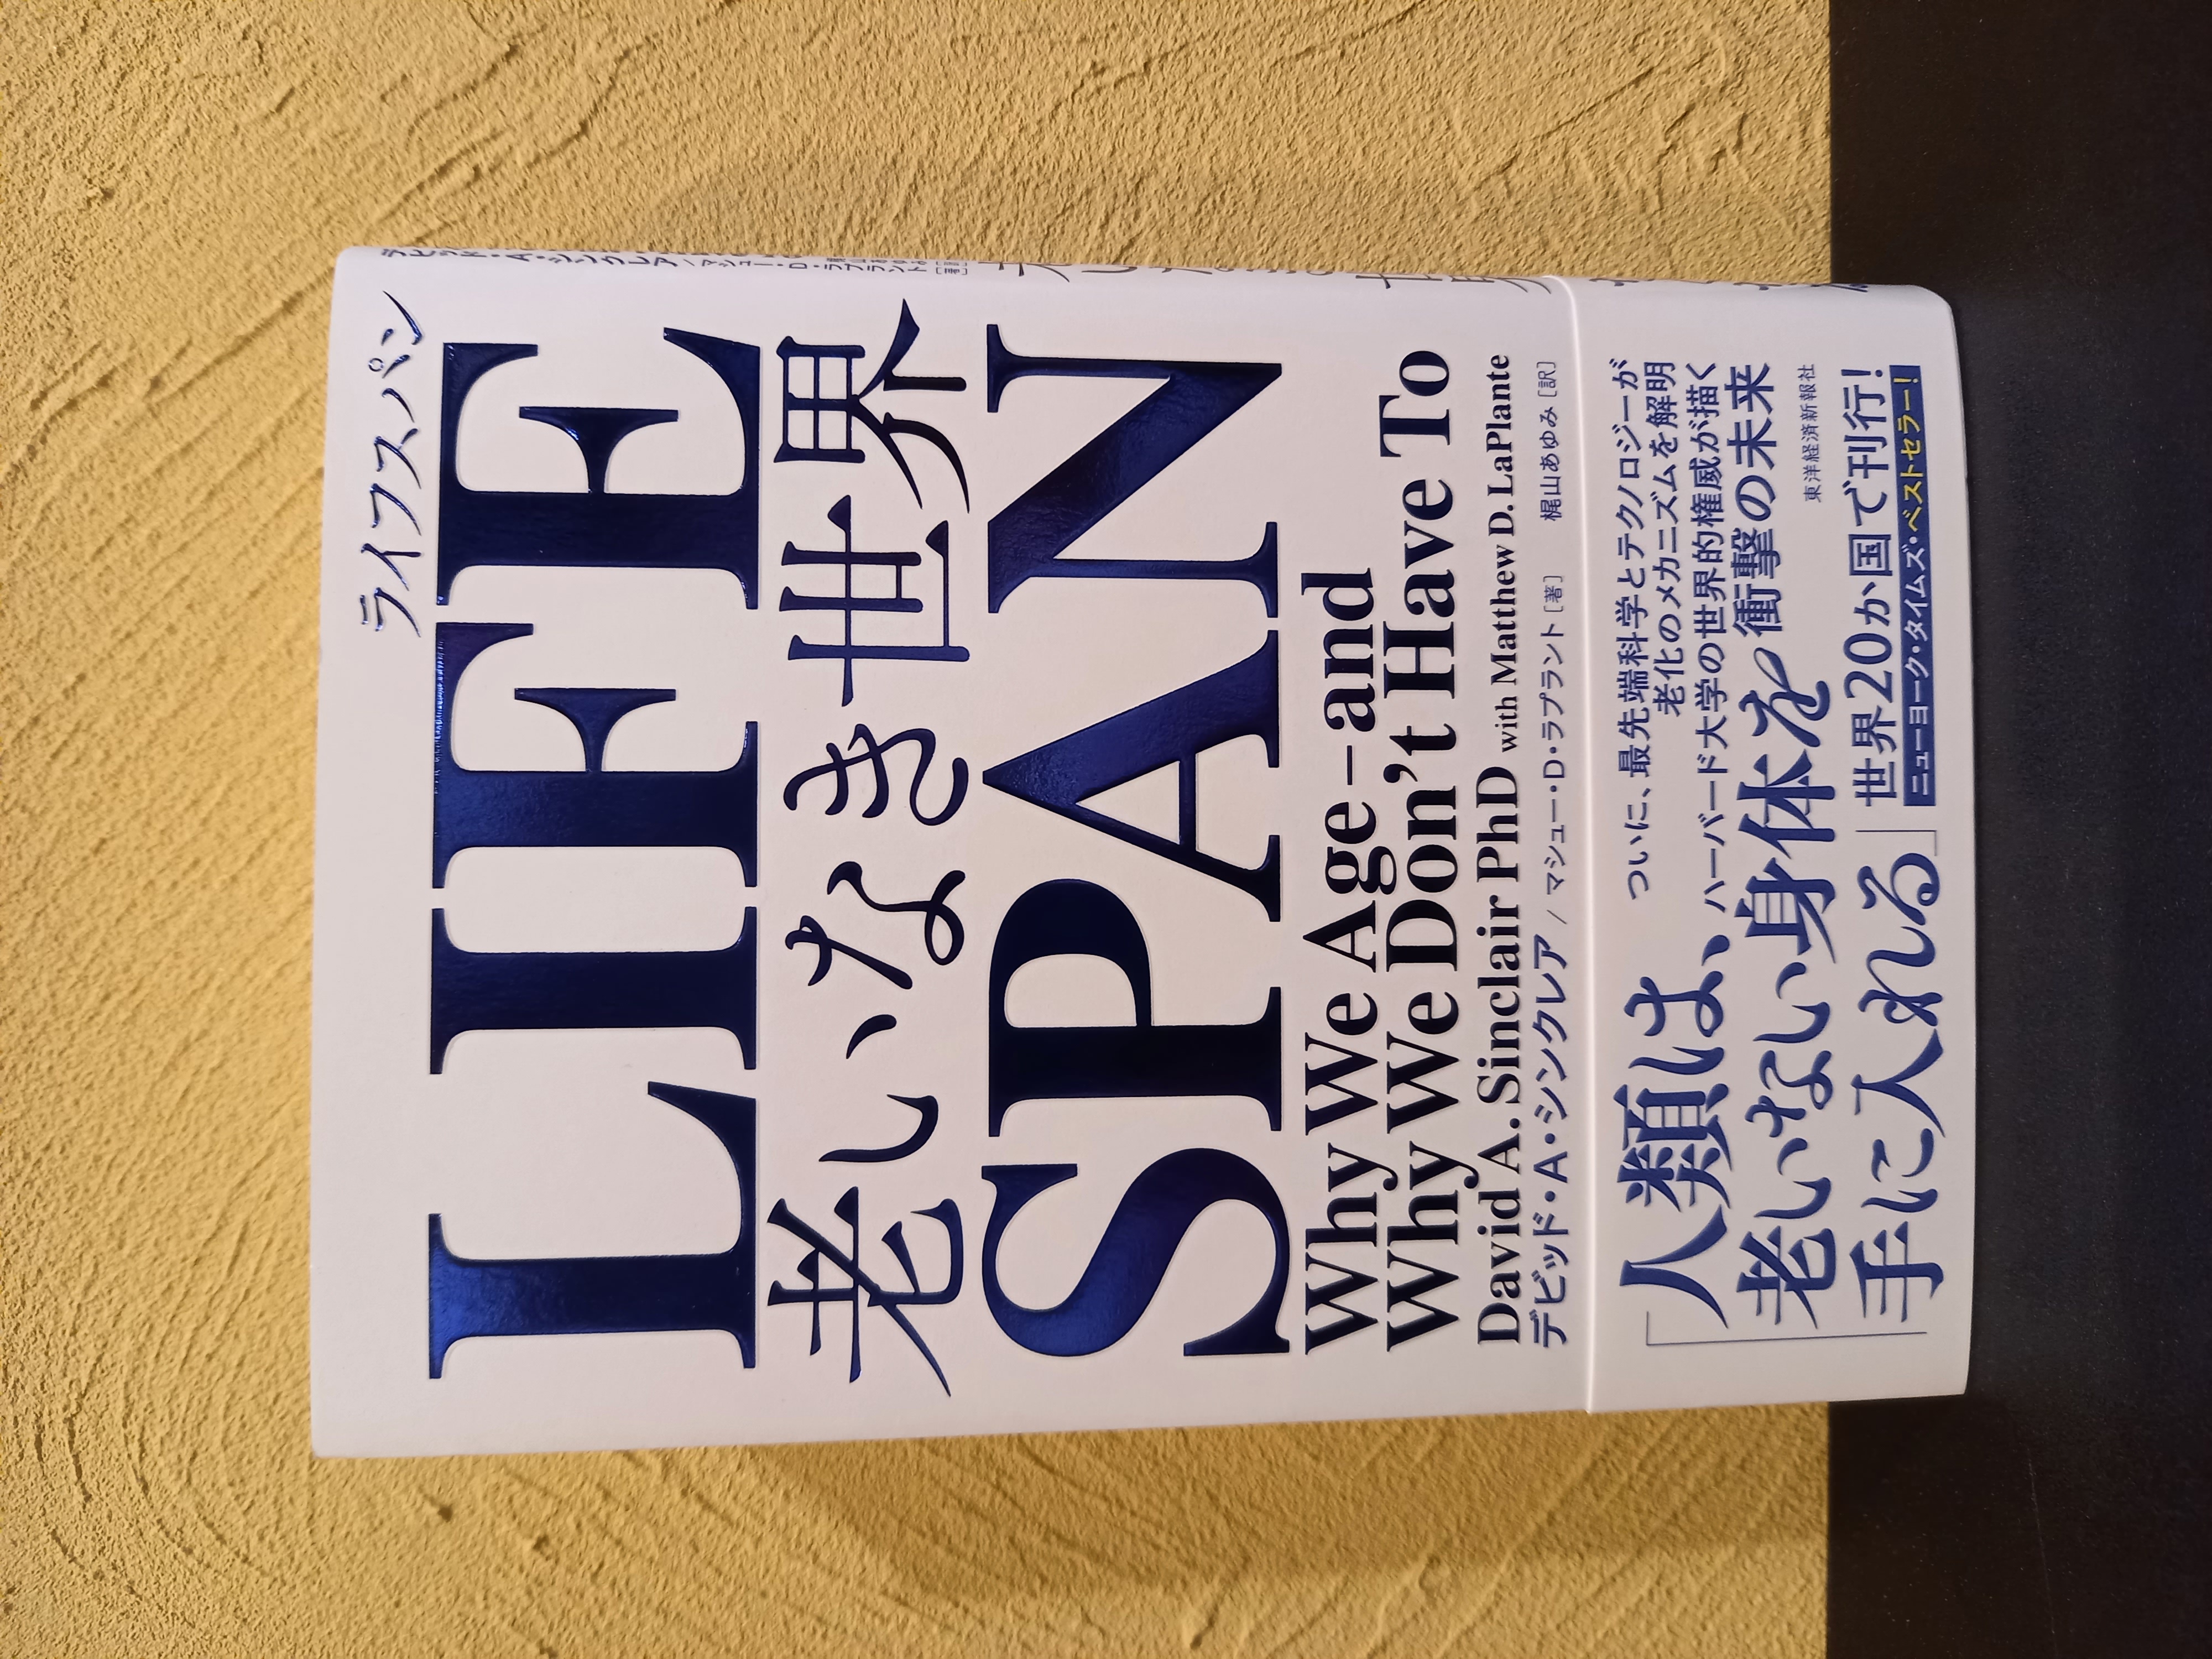 ライフスパン
LIFE
老いなき世界
SPAN
Why We Age–and
Why We Don't Have To
David A. Sinclair PhD with Matthew D. LaPlante
デビッド・A・シンクレア / マシュー・D・ラプラント［著］ 梶山あゆみ［訳］
「人類は、
老いない身体を
手に入れる」
ついに、最先端科学とテクノロジーが
老化のメカニズムを解明
ハーバード大学の世界的権威が描く
衝撃の未来
東洋経済新報社
世界20か国で刊行!
ニューヨーク・タイムズ・ベストセラー!